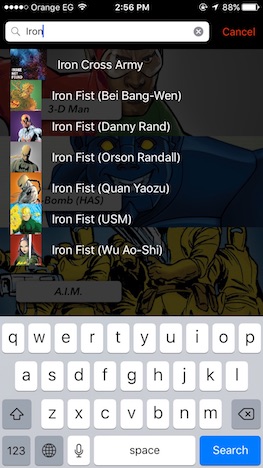 Orange EG 2:56 PM 83%
Iron Cancel
Iron Cross Army
Iron Fist (Bei Bang-Wen)
3-D Man
Iron Fist (Danny Rand)
Iron Fist (Orson Randall)
Iron Fist (Quan Yaozu)
-Bomb (HAS)
Iron Fist (USM)
Iron Fist (Wu Ao-Shi)
A.I.M.
q w e r t y u i o p
a s d f g h j k l
z x c v b n m
123 space Search